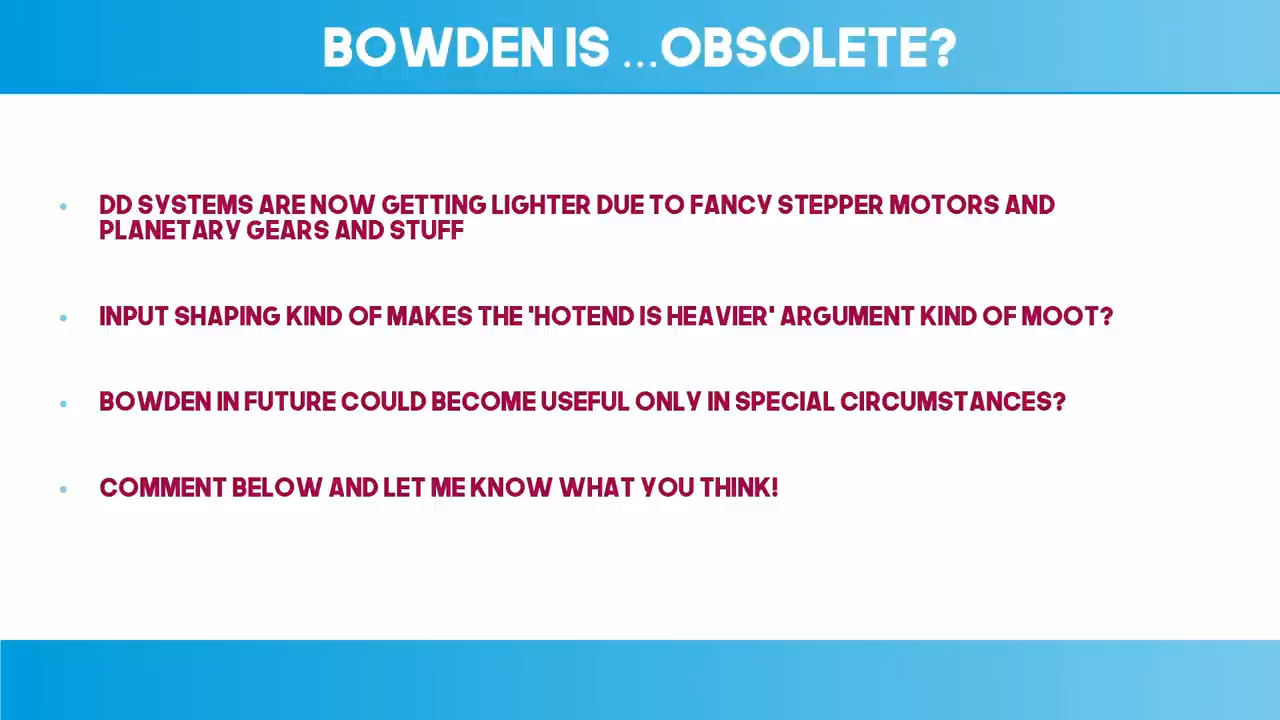 BOWDEN IS ...OBSOLETE?
• DD SYSTEMS ARE NOW GETTING LIGHTER DUE TO FANCY STEPPER MOTORS AND
PLANETARY GEARS AND STUFF
• INPUT SHAPING KIND OF MAKES THE 'HOTEND IS HEAVIER' ARGUMENT KIND OF MOOT?
• BOWDEN IN FUTURE COULD BECOME USEFUL ONLY IN SPECIAL CIRCUMSTANCES?
• COMMENT BELOW AND LET ME KNOW WHAT YOU THINK!